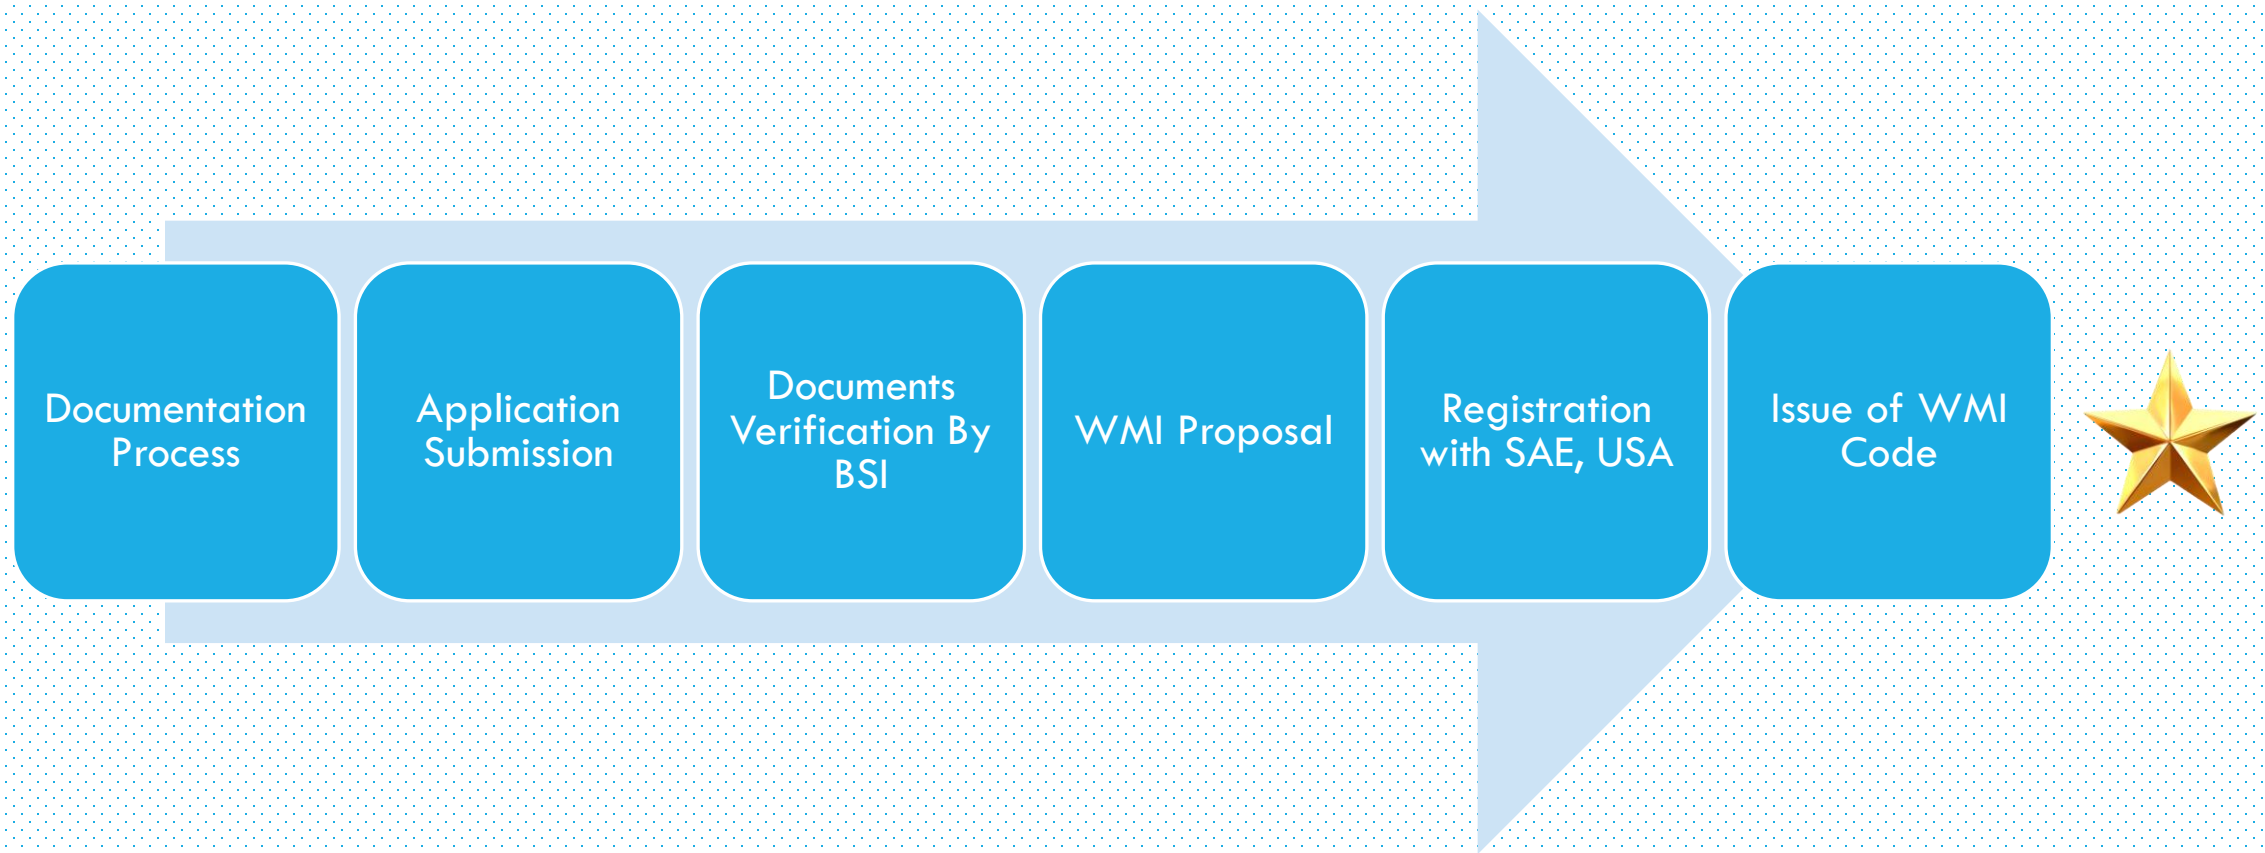 Documentation
Process
Application
Submission
Documents
Verification By
BSI
WMI Proposal
Registration
with SAE, USA
Issue of WMI
Code